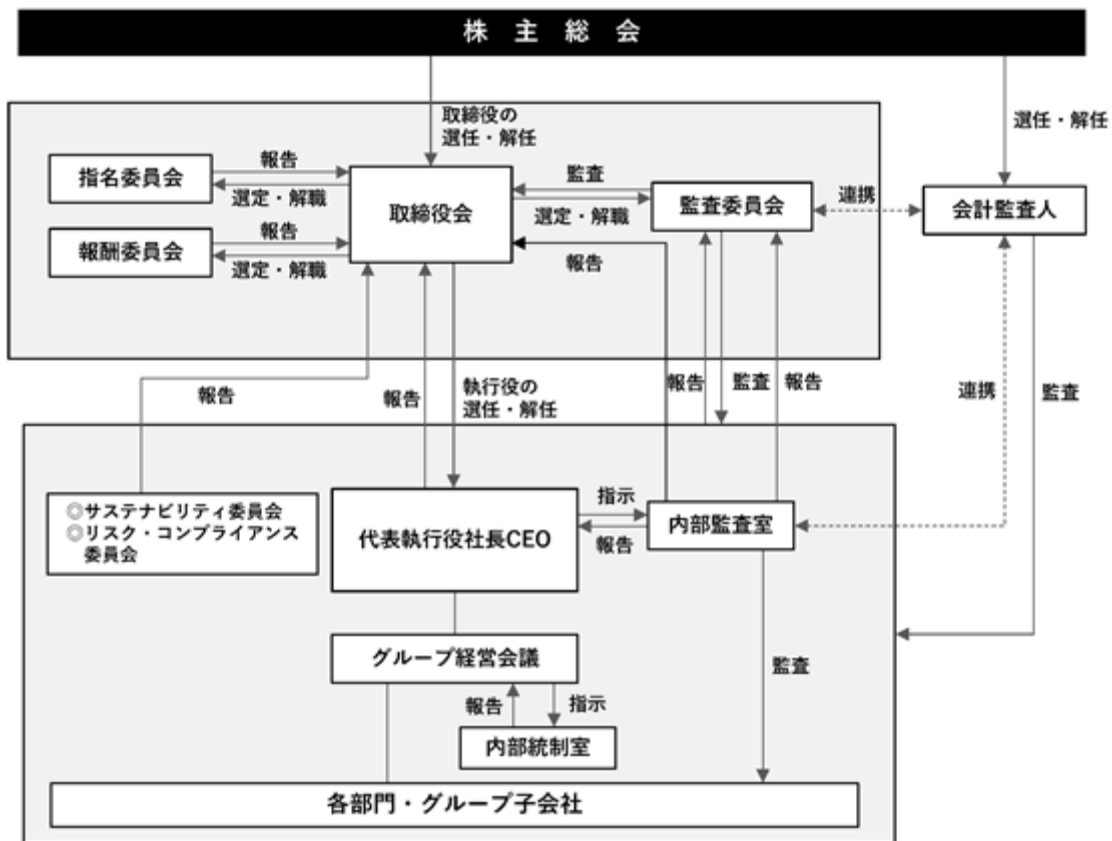 株 主 総 会
取締役の
選任・解任
選任・解任
指名委員会
報告
選定・解職
取締役会
監査
選定・解職
監査委員会
連携
会計監査人
報酬委員会
報告
選定・解職
報告
報告
報告
執行役の
選任・解任
報告
監査
報告
連携
監査
◎サステナビリティ委員会
◎リスク・コンプライアンス
委員会
代表執行役社長CEO
指示
報告
内部監査室
グループ経営会議
監査
報告
指示
内部統制室
各部門・グループ子会社